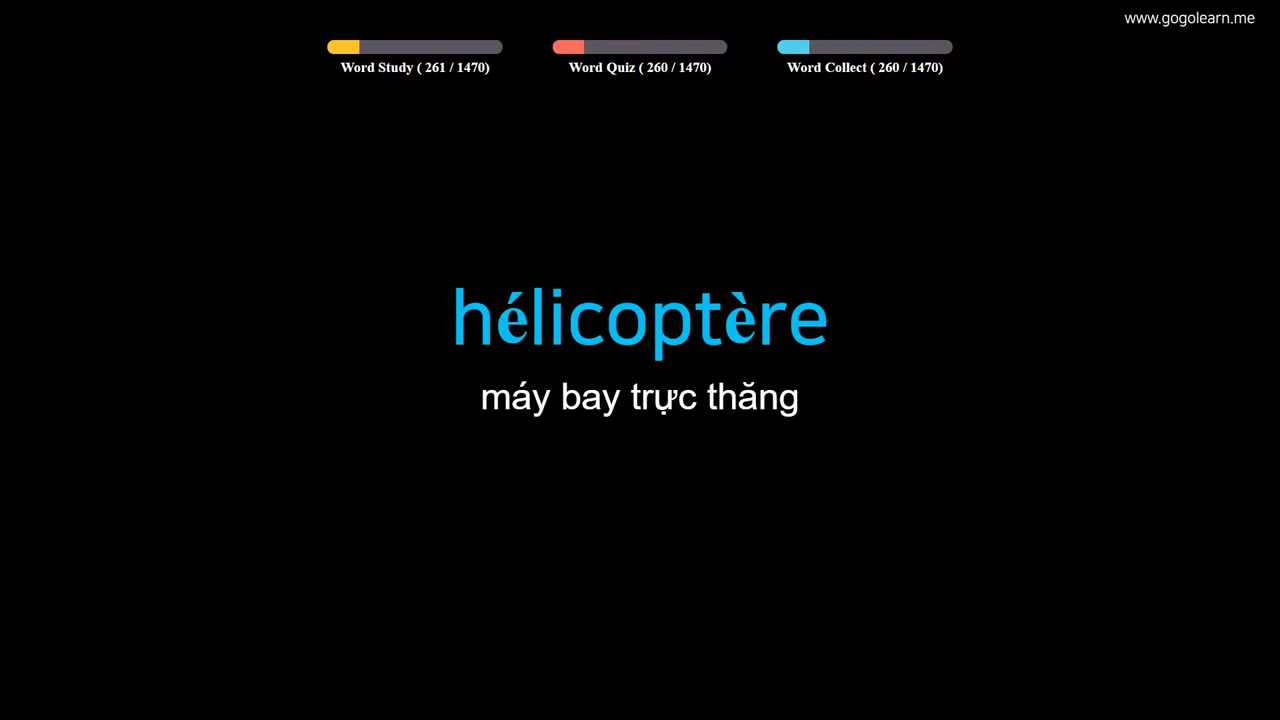 www.gogolearn.me
Word Study ( 261 / 1470)
Word Quiz ( 260 / 1470)
Word Collect ( 260 / 1470)
hélicoptère
máy bay trực thăng